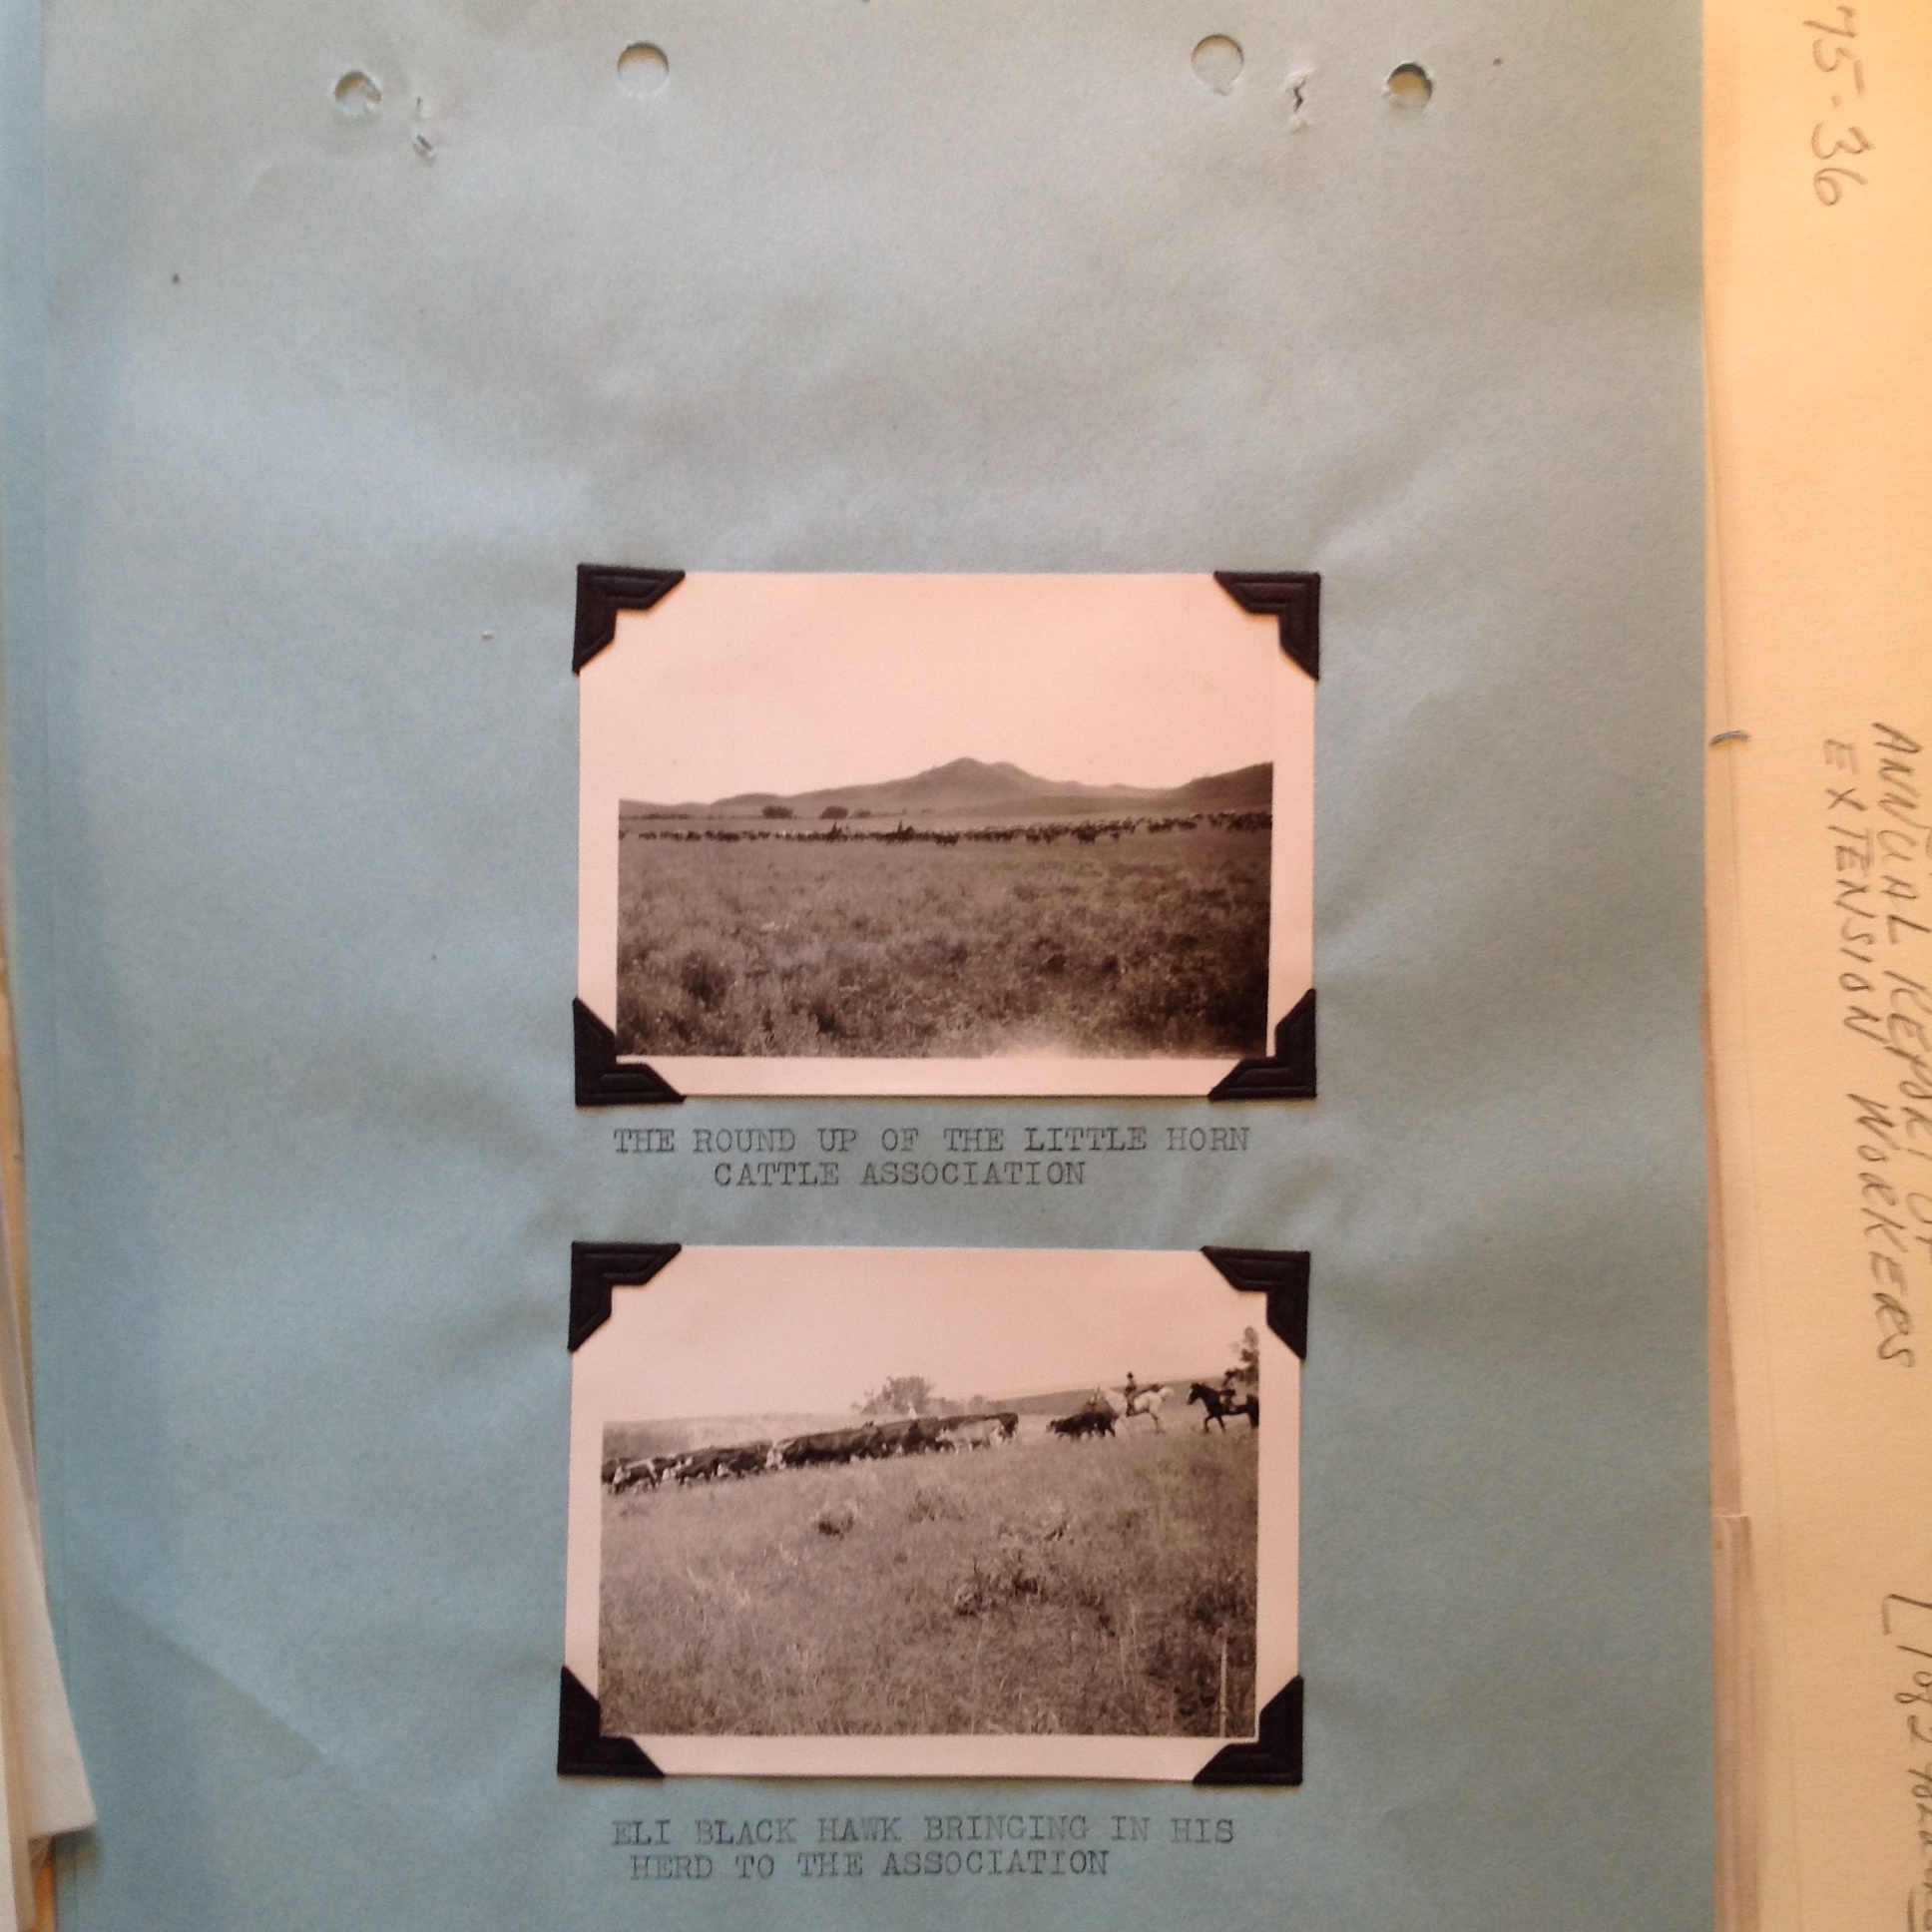 THE ROUND UP OF THE LITTLE HORN
CATTLE ASSOCIATION
ELI BLACK HAWK BRINGING IN HIS
HERD TO THE ASSOCIATION
75-36
ANNUAL REPORT OF
EXTENSION WORKERS